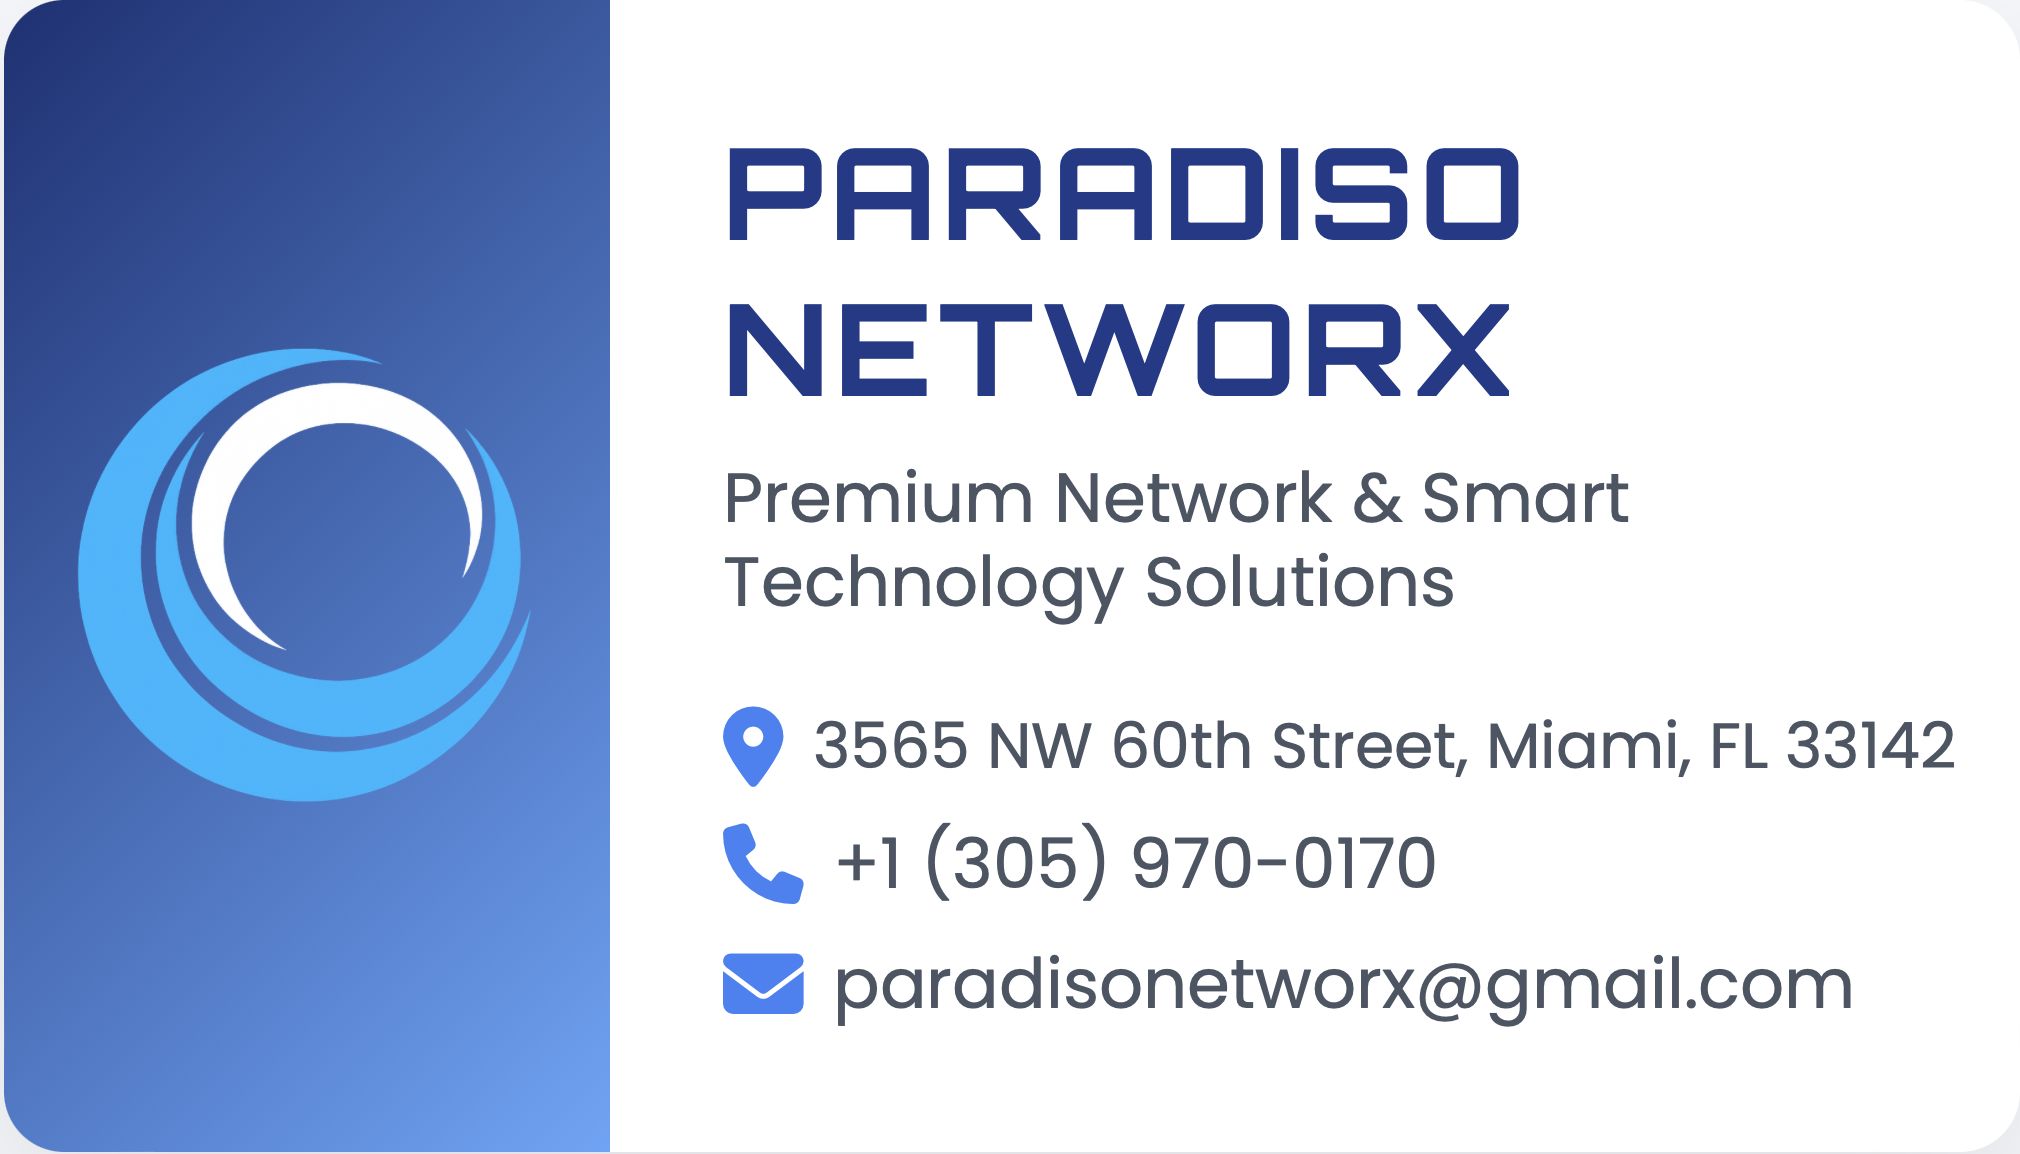 PARADISO
NETWORX
Premium Network & Smart
Technology Solutions
3565 NW 60th Street, Miami, FL 33142
+1 (305) 970-0170
paradisonetworx@gmail.com